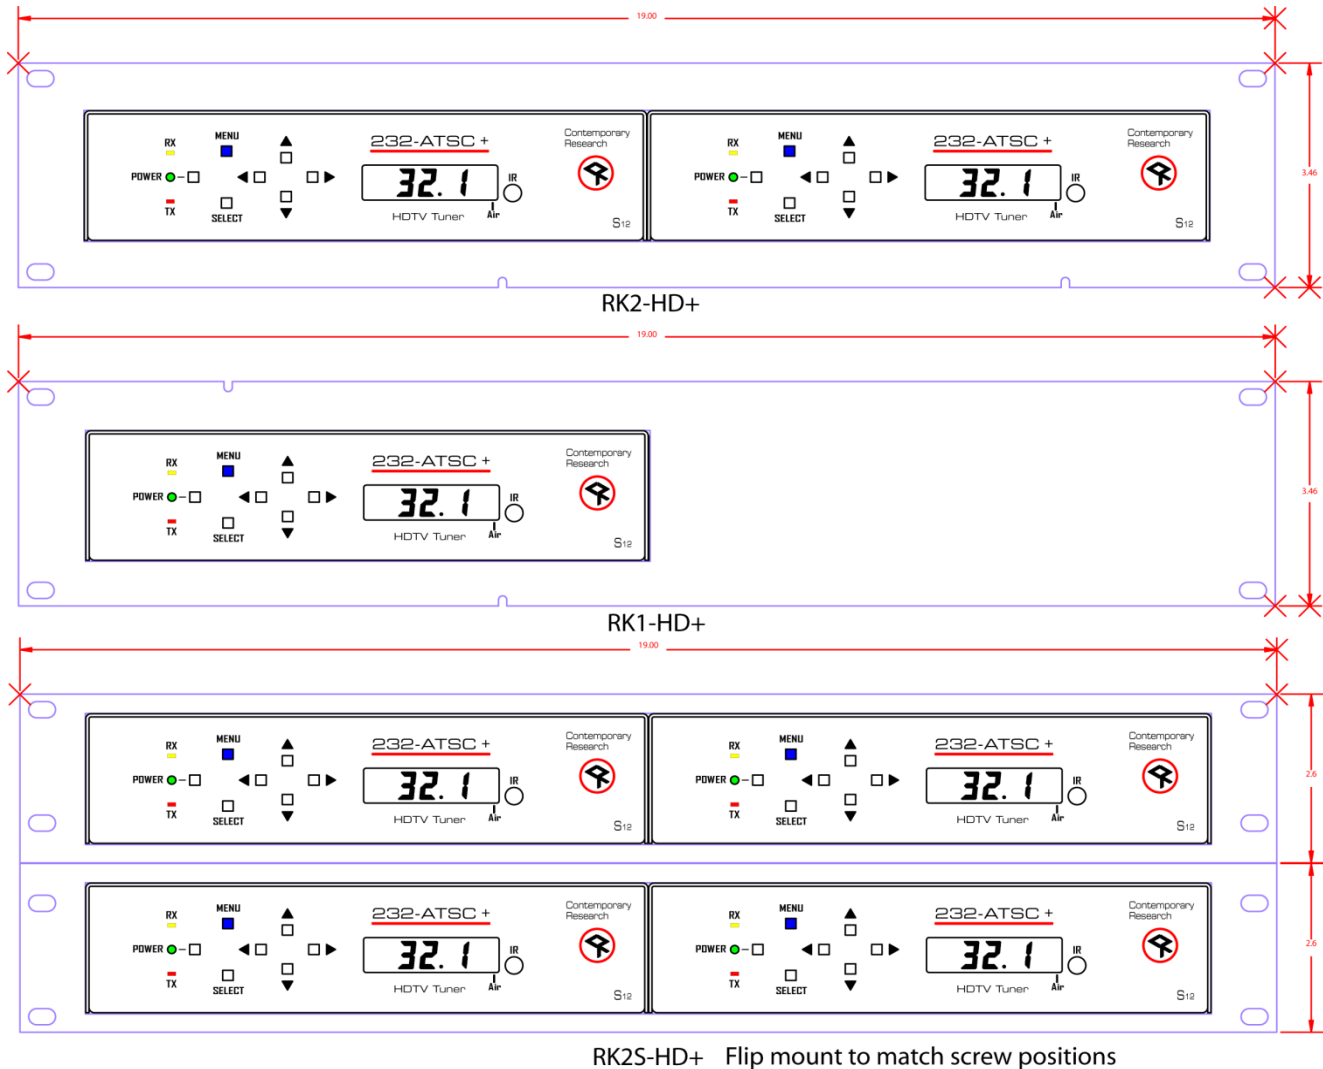 19.00
Contemporary
Research
RX
MENU
232-ATSC +
POWER
32.1
IR
TX
SELECT
HDTV Tuner
Air
S12
Contemporary
Research
RX
MENU
232-ATSC +
POWER
32.1
IR
TX
SELECT
HDTV Tuner
Air
S12
3.46
RK2-HD+
19.00
Contemporary
Research
RX
MENU
232-ATSC +
POWER
32.1
IR
TX
SELECT
HDTV Tuner
Air
S12
3.46
RK1-HD+
19.00
Contemporary
Research
RX
MENU
232-ATSC +
POWER
32.1
IR
TX
SELECT
HDTV Tuner
Air
S12
Contemporary
Research
RX
MENU
232-ATSC +
POWER
32.1
IR
TX
SELECT
HDTV Tuner
Air
S12
2.6
Contemporary
Research
RX
MENU
232-ATSC +
POWER
32.1
IR
TX
SELECT
HDTV Tuner
Air
S12
Contemporary
Research
RX
MENU
232-ATSC +
POWER
32.1
IR
TX
SELECT
HDTV Tuner
Air
S12
2.6
RK2S-HD+ Flip mount to match screw positions